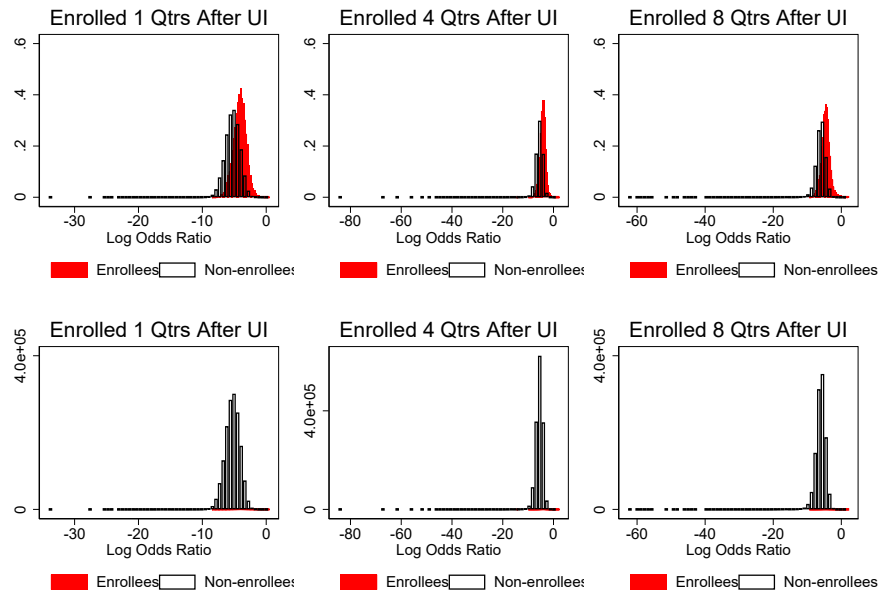 Enrolled 1 Qtrs After UI
.6
.4
.2
0
-30
-20
-10
0
Log Odds Ratio
Enrollees
Non-enrollees
Enrolled 4 Qtrs After UI
.6
.4
.2
0
-80
-60
-40
-20
0
Log Odds Ratio
Enrollees
Non-enrollees
Enrolled 8 Qtrs After UI
.6
.4
.2
0
-60
-40
-20
0
Log Odds Ratio
Enrollees
Non-enrollees
Enrolled 1 Qtrs After UI
4.0e+05
0
-30
-20
-10
0
Log Odds Ratio
Enrollees
Non-enrollees
Enrolled 4 Qtrs After UI
4.0e+05
0
-80
-60
-40
-20
0
Log Odds Ratio
Enrollees
Non-enrollees
Enrolled 8 Qtrs After UI
4.0e+05
0
-60
-40
-20
0
Log Odds Ratio
Enrollees
Non-enrollees